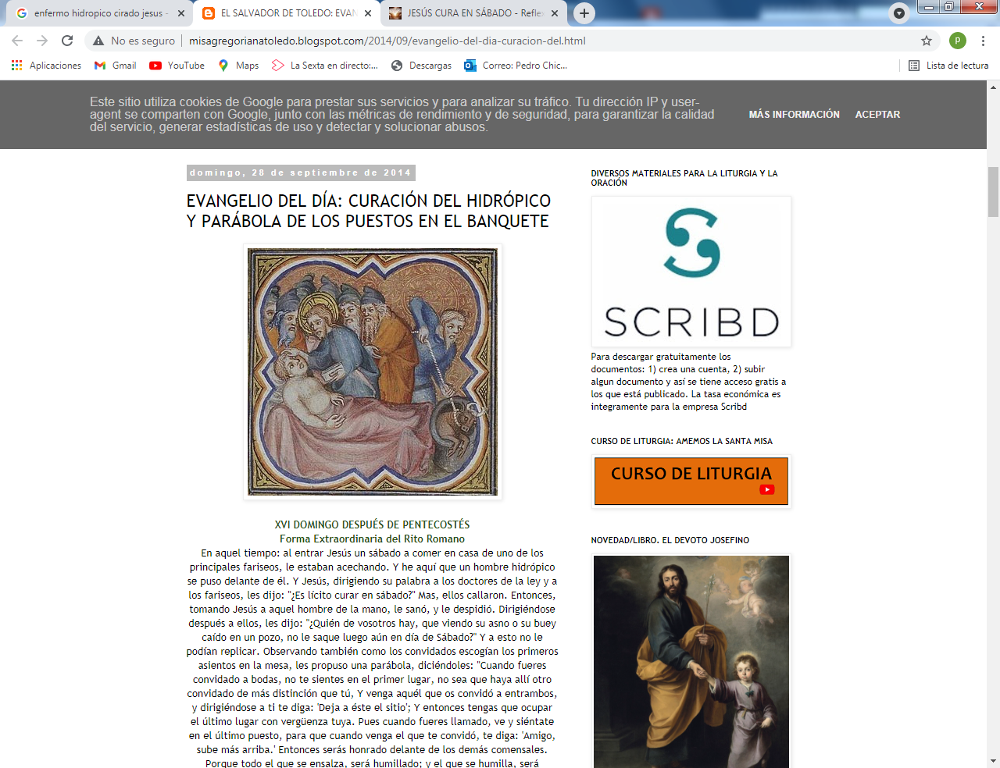 enfermo hidropico cirado jesus -
EL SALVADOR DE TOLEDO: EVAN
JESÚS CURA EN SÁBADO - Reflex
No es seguro
misagregorianatoledo.blogspot.com/2014/09/evangelio-del-dia-curacion-del.html
p
Aplicaciones
Gmail
YouTube
Maps
La Sexta en directo:...
Descargas
Correo: Pedro Chic...
Lista de lectura
Este sitio utiliza cookies de Google para prestar sus servicios y para analizar su tráfico. Tu dirección IP y user-
agent se comparten con Google, junto con las métricas de rendimiento y de seguridad, para garantizar la calidad
del servicio, generar estadísticas de uso y detectar y solucionar abusos.
MÁS INFORMACIÓN
ACEPTAR
domingo, 28 de septiembre de 2014
EVANGELIO DEL DÍA: CURACIÓN DEL HIDRÓPICO
Y PARÁBOLA DE LOS PUESTOS EN EL BANQUETE
XVI DOMINGO DESPUÉS DE PENTECOSTÉS
Forma Extraordinaria del Rito Romano
En aquel tiempo: al entrar Jesús un sábado a comer en casa de uno de los
principales fariseos, le estaban acechando. Y he aquí que un hombre hidrópico
se puso delante de él. Y Jesús, dirigiendo su palabra a los doctores de la ley y a
los fariseos, les dijo: "¿Es lícito curar en sábado?" Mas, ellos callaron. Entonces,
tomando Jesús a aquel hombre de la mano, le sanó, y le despidió. Dirigiéndose
después a ellos, les dijo: "¿Quién de vosotros hay, que viendo su asno o su buey
caído en un pozo, no le saque luego aún en día de Sábado?" Y a esto no le
podían replicar. Observando también como los convidados escogían los primeros
asientos en la mesa, les propuso una parábola, diciéndoles: "Cuando fueres
convidado a bodas, no te sientes en el primer lugar, no sea que haya allí otro
convidado de más distinción que tú, Y venga aquél que os convidó a entrambos,
y dirigiéndose a ti te diga: 'Deja a éste el sitio'; Y entonces tengas que ocupar
el último lugar con vergüenza tuya. Pues cuando fueres llamado, ve y siéntate
en el último puesto, para que cuando venga el que te convidó, te diga: 'Amigo,
sube más arriba.' Entonces serás honrado delante de los demás comensales.
Porque todo el que se ensalza, será humillado; y el que se humilla, será
DIVERSOS MATERIALES PARA LA LITURGIA Y LA
ORACIÓN
SCRIBD
Para descargar gratuitamente los
documentos: 1) crea una cuenta, 2) subir
algun documento y así se tiene acceso gratis a
los que está publicado. La tasa económica es
integramente para la empresa Scribd
CURSO DE LITURGIA: AMEMOS LA SANTA MISA
CURSO DE LITURGIA
NOVEDAD/LIBRO. EL DEVOTO JOSEFINO